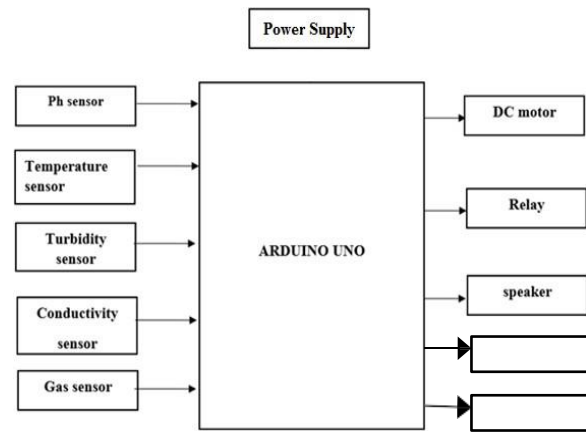 Power Supply
Ph sensor
Temperature
sensor
Turbidity
sensor
Conductivity
sensor
Gas sensor
ARDUINO UNO
DC motor
Relay
speaker